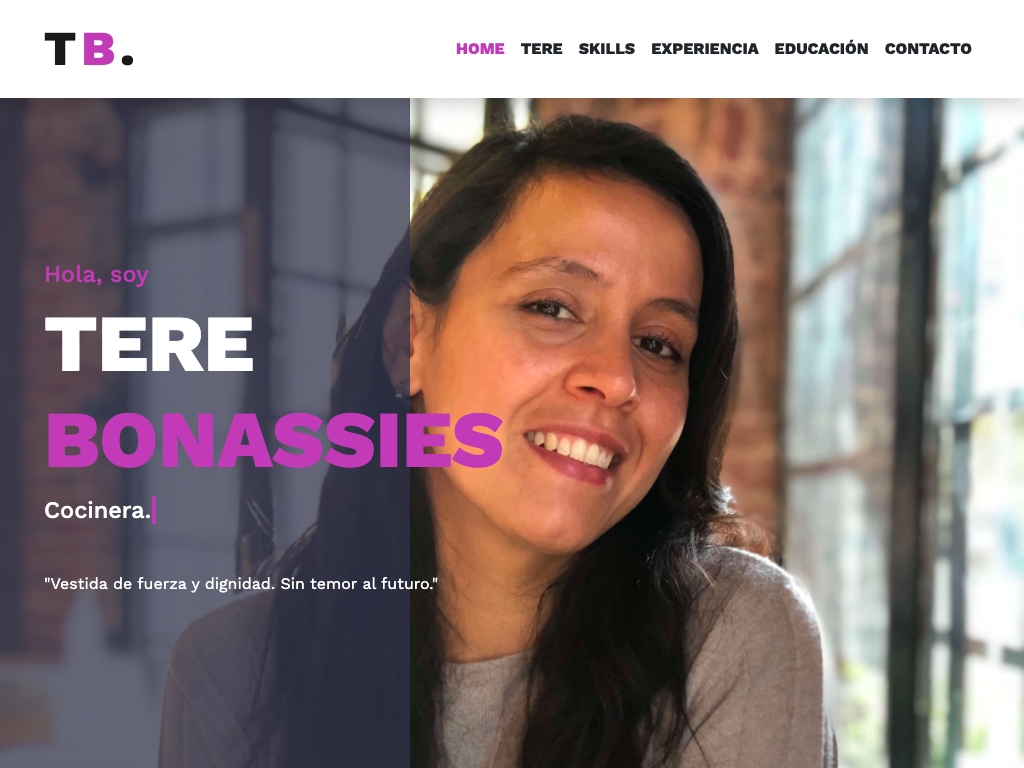 TB.
HOME TERE SKILLS EXPERIENCIA EDUCACIÓN CONTACTO
Hola, soy
TERE
BONASSIES
Cocinera.
"Vestida de fuerza y dignidad. Sin temor al futuro."